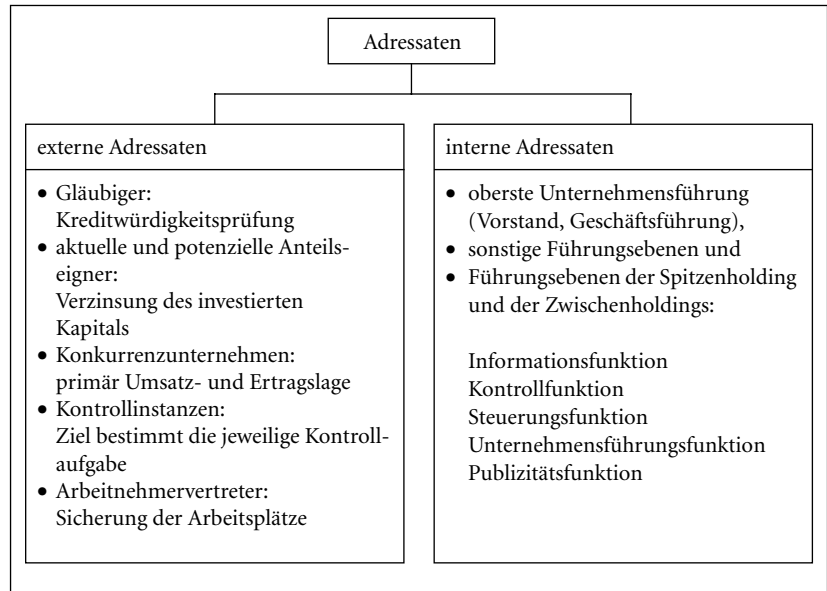 Adressaten
externe Adressaten
• Gläubiger:
Kreditwürdigkeitsprüfung
• aktuelle und potenzielle Anteils-
eigner:
Verzinsung des investierten
Kapitals
• Konkurrenzunternehmen:
primär Umsatz- und Ertragslage
• Kontrollinstanzen:
Ziel bestimmt die jeweilige Kontroll-
aufgabe
• Arbeitnehmervertreter:
Sicherung der Arbeitsplätze
interne Adressaten
• oberste Unternehmensführung
(Vorstand, Geschäftsführung),
• sonstige Führungsebenen und
• Führungsebenen der Spitzenholding
und der Zwischenholdings:
Informationsfunktion
Kontrollfunktion
Steuerungsfunktion
Unternehmensführungsfunktion
Publizitätsfunktion